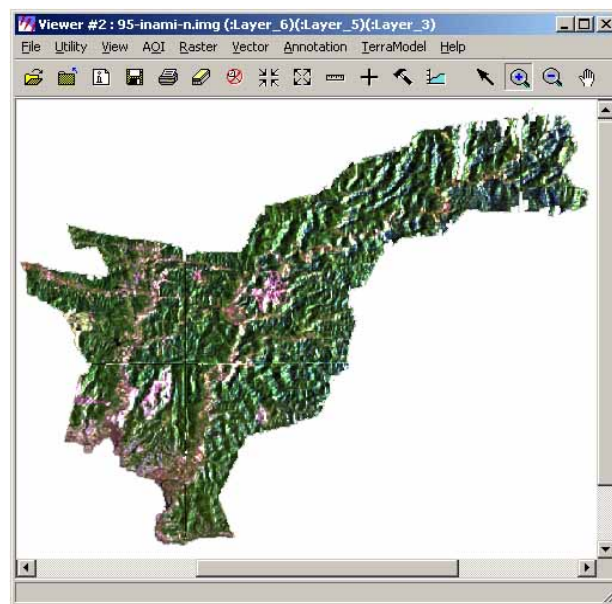 Viewer #2 : 95-inami-n.img (:Layer_6)(:Layer_5)(:Layer_3)
File Utility View AOI Raster Vector Annotation TerraModel Help